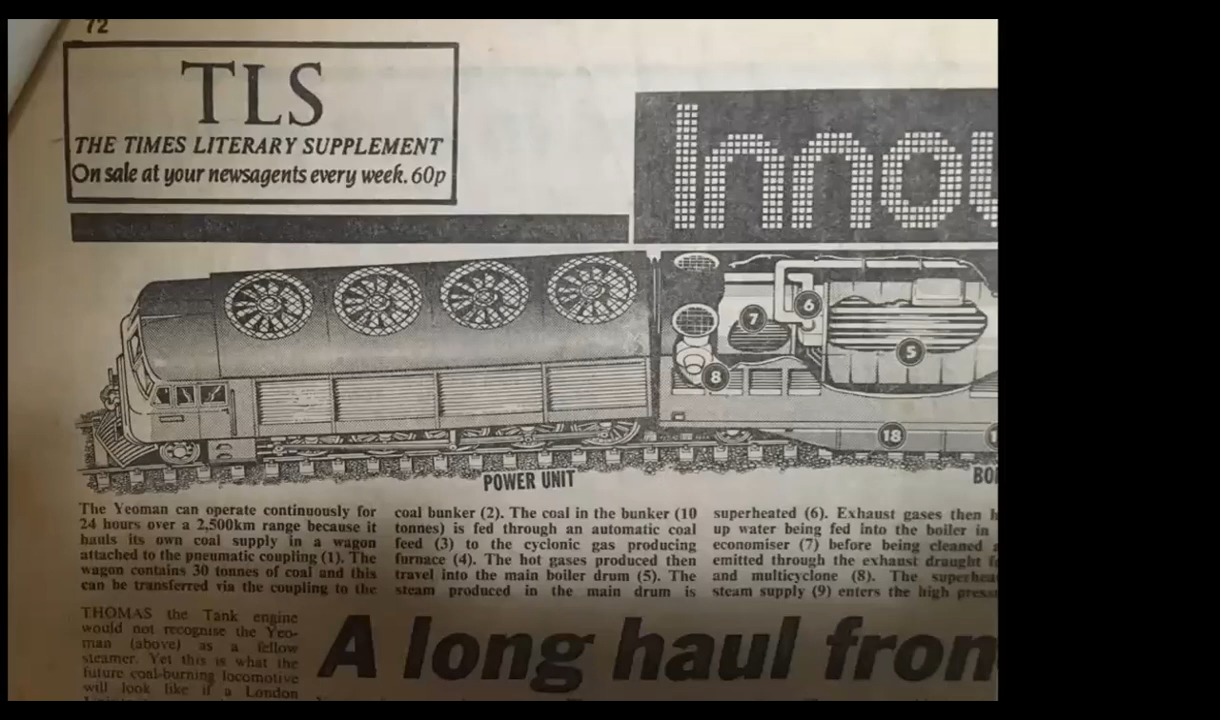 72
TLS
THE TIMES LITERARY SUPPLEMENT
On sale at your newsagents every week. 60p
Innov
7
6
5
8
18
1
POWER UNIT
BOI
The Yeoman can operate continuously for
24 hours over a 2,500km range because it
hauls its own coal supply in a wagon
attached to the pneumatic coupling (1). The
wagon contains 30 tonnes of coal and this
can be transferred via the coupling to the
coal bunker (2). The coal in the bunker (10
tonnes) is fed through an automatic coal
feed (3) to the cyclonic gas producing
furnace (4). The hot gases produced then
travel into the main boiler drum (5). The
steam produced in the main drum is
superheated (6). Exhaust gases then h
up water being fed into the boiler in
economiser (7) before being cleaned
emitted through the exhaust draught f
and multicyclone (8). The superhea
steam supply (9) enters the high press
THOMAS the Tank engine
would not recognise the Yeo-
man (above) as a fellow
steamer. Yet this is what the
future coal-burning locomotive
will look like if a London
A long haul from